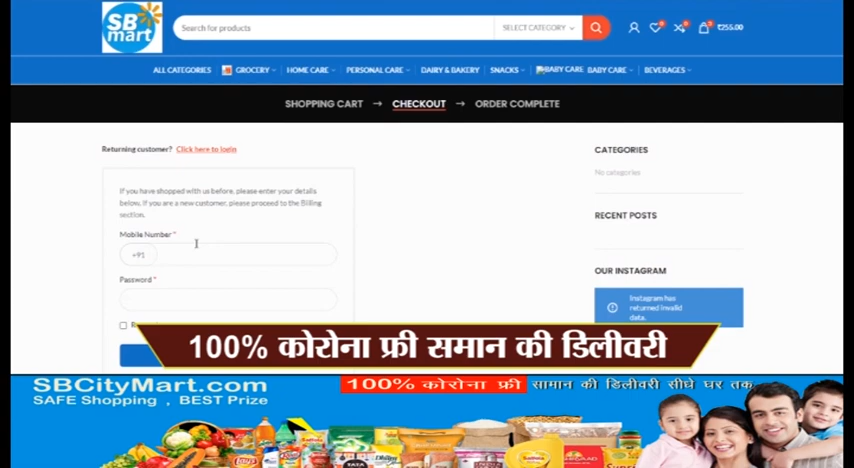 SB mart
Search for products
SELECT CATEGORY
₹255.00
ALL CATEGORIES GROCERY HOME CARE PERSONAL CARE DAIRY & BAKERY SNACKS BABY CARE BABY CARE BEVERAGES
SHOPPING CART → CHECKOUT → ORDER COMPLETE
Returning customer? Click here to login
If you have shopped with us before, please enter your details
below. If you are a new customer, please proceed to the Billing
section.
Mobile Number *
+91
Password *
CATEGORIES
No categories
RECENT POSTS
OUR INSTAGRAM
Instagram has
returned invalid
data.
100% कोरोना फ्री समान की डिलीवरी
SBCityMart.com
SAFE Shopping , BEST Prize
100% कोरोना फ्री सामान की डिलीवरी सीधे घर तक
TATA